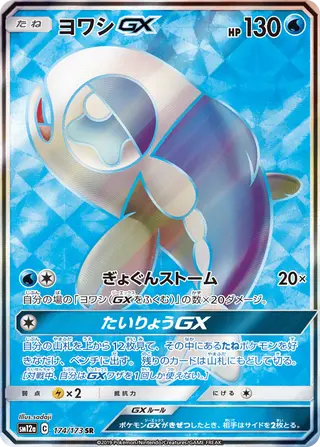 たね ヨワシGX HP130
ぎょぐんストーム 20×
自分の場の「ヨワシ(GXをふくむ)」の数×20ダメージ。
たいりょうGX
自分の山札を上から12枚見て、その中にあるたねポケモンを好きなだけ、ベンチに出す。残りのカードは山札にもどして切る。
[対戦中、自分はGXワザを1回しか使えない。]
弱点 ×2 抵抗力 にげる
GXルール
ポケモンGXがきぜつしたとき、相手はサイドを2枚とる。
Illus. sadaji
sm12a C 174/173 SR
©2019 Pokémon/Nintendo/Creatures/GAME FREAK